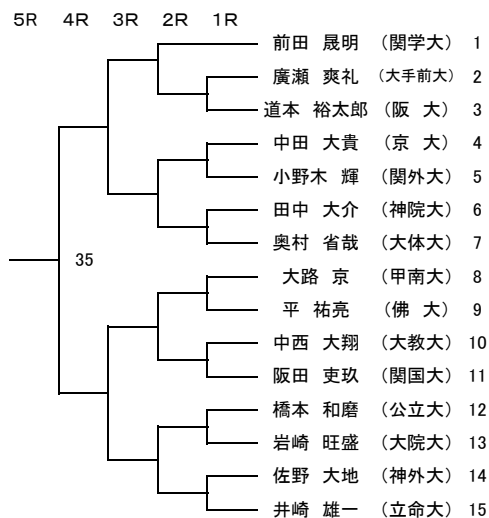 5R 4R 3R 2R 1R
前田 晟明 (関学大) 1
廣瀬 爽礼 (大手前大) 2
道本 裕太郎 (阪 大) 3
中田 大貴 (京 大) 4
小野木 輝 (関外大) 5
田中 大介 (神院大) 6
奥村 省哉 (大体大) 7
35
大路 京 (甲南大) 8
平 祐亮 (佛 大) 9
中西 大翔 (大教大) 10
阪田 吏玖 (関国大) 11
橋本 和磨 (公立大) 12
岩崎 旺盛 (大院大) 13
佐野 大地 (神外大) 14
井崎 雄一 (立命大) 15